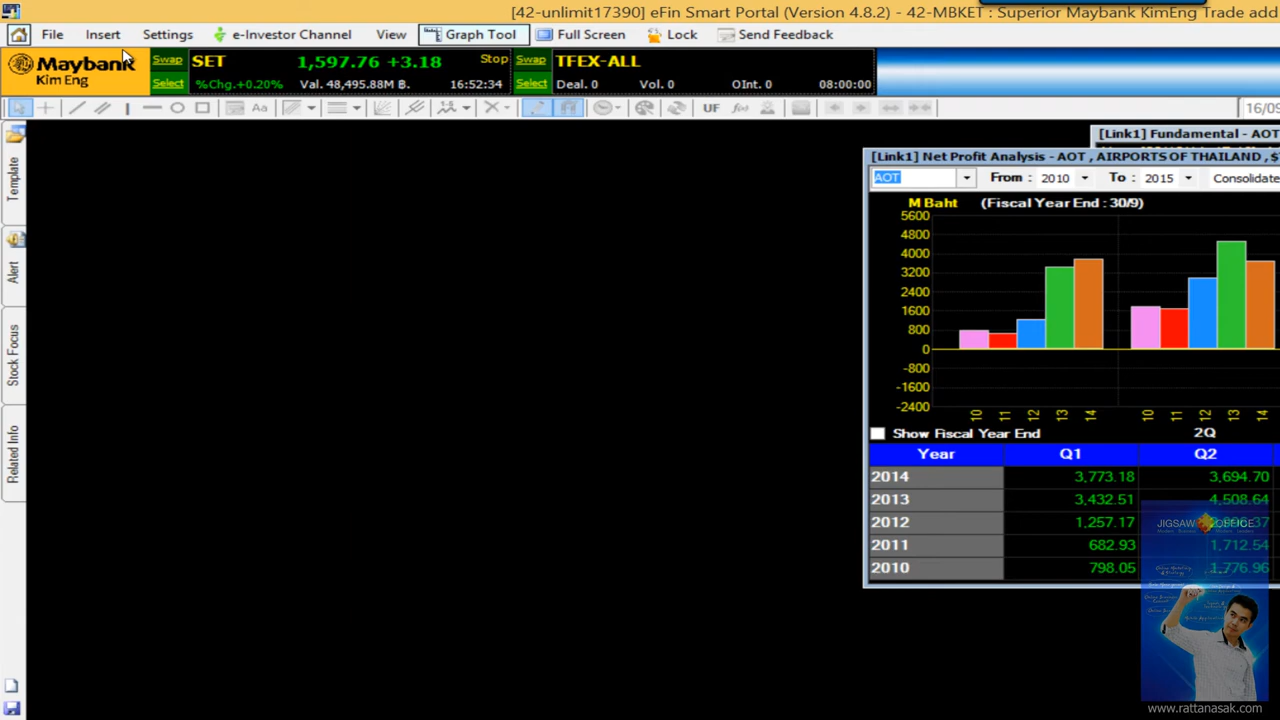 [42-unlimit17390] eFin Smart Portal (Version 4.8.2) - 42-MBKET : Superior Maybank KimEng Trade add
File Insert Settings e-Investor Channel View Graph Tool Full Screen Lock Send Feedback
Maybank
Kim Eng
Swap SET 1,597.76 +3.18 Stop Swap TFEX-ALL
Select %Chg.+0.20% Val. 48,495.88M B. 16:52:34 Select Deal. 0 Vol. 0 OInt. 0 08:00:00
Aa UF f(x) 16/09
Template
Alert
Stock Focus
Related Info
[Link1] Fundamental - AOT
[Link1] Net Profit Analysis - AOT , AIRPORTS OF THAILAND , $
AOT From : 2010 To : 2015 Consolidate
M Baht (Fiscal Year End : 30/9)
5600
4800
4000
3200
2400
1600
800
0
-800
-1600
-2400
10 11 12 13 14 10 11 12 13 14
Show Fiscal Year End 2Q
Year Q1 Q2
2014 3,773.18 3,694.70
2013 3,432.51 4,508.64
2012 1,257.17
2011 682.93 1,712.54
2010 798.05 1,776.96
JIGSAW OFFICE
www.rattanasak.com